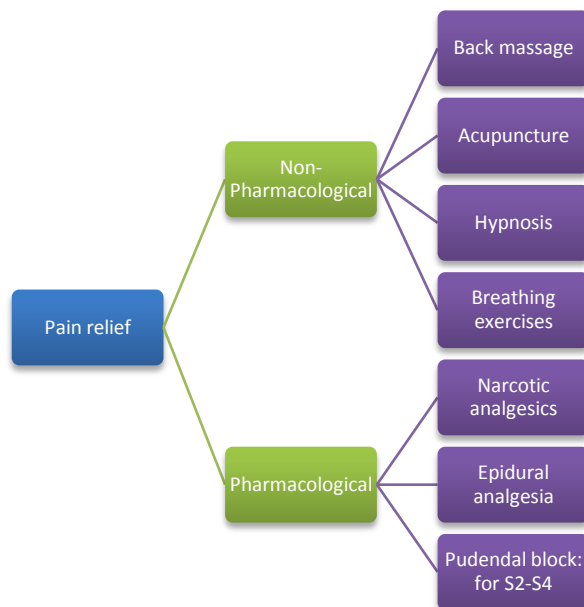 Pain relief
Non-
Pharmacological
Back massage
Acupuncture
Hypnosis
Breathing
exercises
Pharmacological
Narcotic
analgesics
Epidural
analgesia
Pudendal block:
for S2-S4